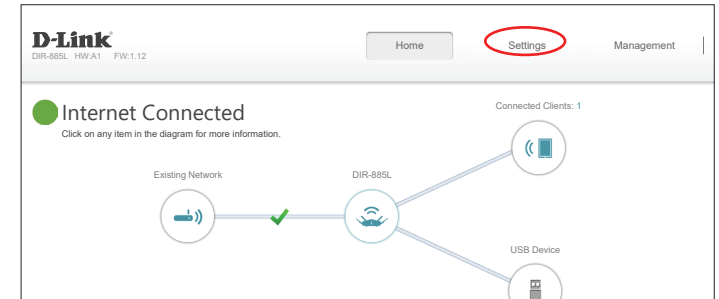 D-Link
DIR-885L HW:A1 FW:1.12
Home
Settings
Management
Internet Connected
Click on any item in the diagram for more information.
Connected Clients: 1
Existing Network
DIR-885L
USB Device